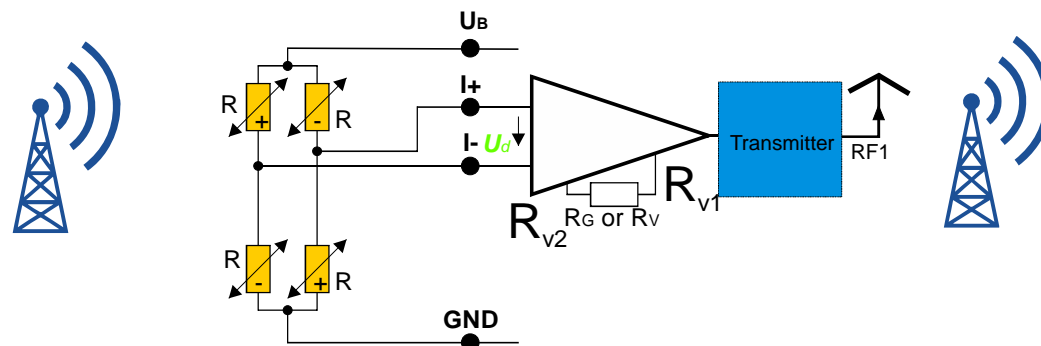 UB
I+
R
+
-
R
I- Ud
Transmitter
RF1
Rv1
RG or RV
Rv2
R
-
+
R
GND